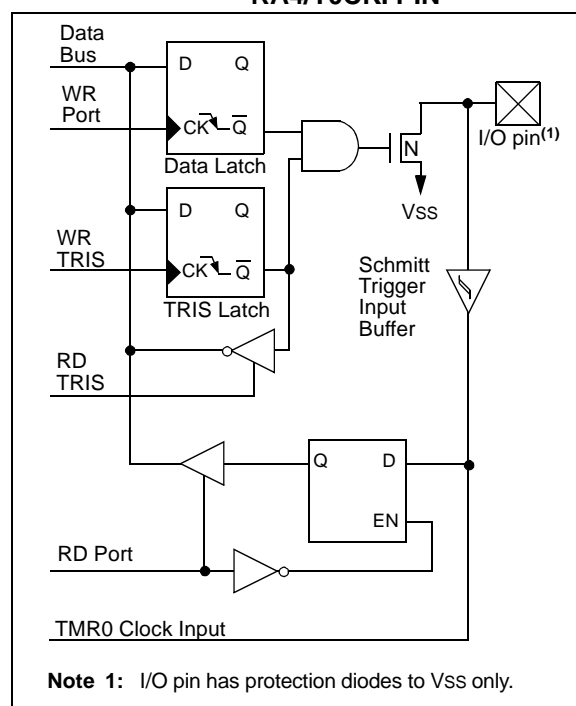 RA4/T0CKI PIN
Data
Bus
D Q
WR
Port
CK Q
Data Latch
N
I/O pin(1)
VSS
D Q
WR
TRIS
CK Q
TRIS Latch
Schmitt
Trigger
Input
Buffer
RD
TRIS
Q D
EN
RD Port
TMR0 Clock Input
Note 1: I/O pin has protection diodes to VSS only.